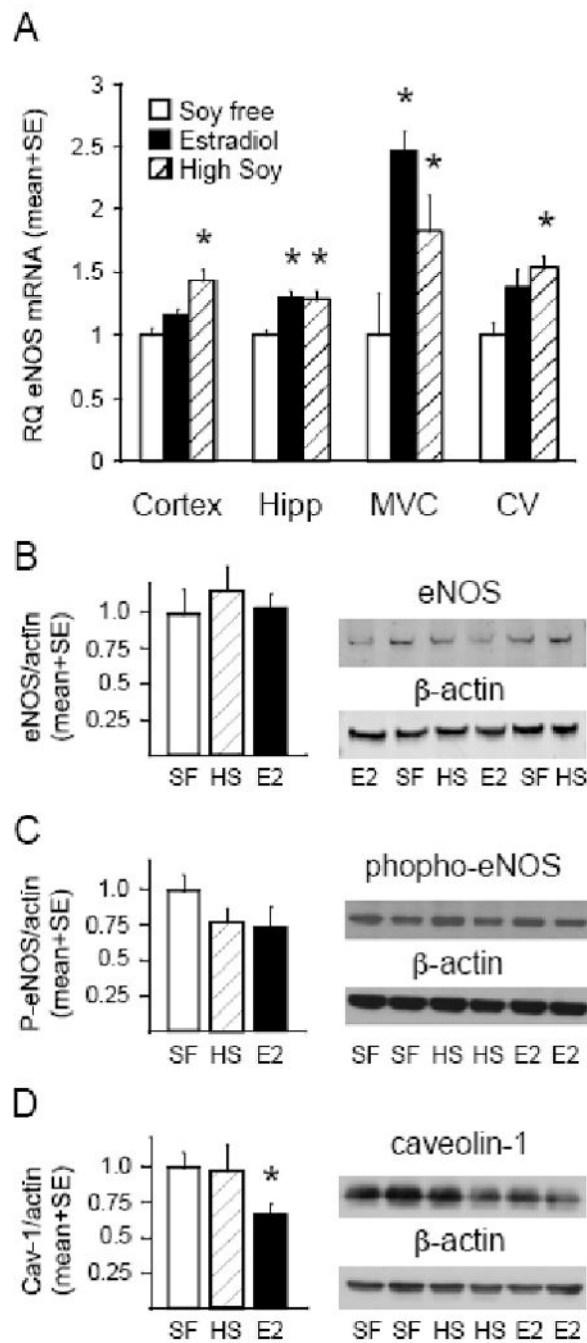 A
RQ eNOS mRNA (mean+SE)
3
2.5
2
1.5
1
0.5
0
Soy free
Estradiol
High Soy
*
* *
*
*
*
Cortex Hipp MVC CV
B
eNOS/actin
(mean+SE)
1.0
0.75
0.25
SF HS E2
eNOS
β-actin
E2 SF HS E2 SF HS
C
P-eNOS/actin
(mean+SE)
1.0
0.75
0.25
SF HS E2
phopho-eNOS
β-actin
SF SF HS HS E2 E2
D
Cav-1/actin
(mean+SE)
1.0
0.75
0.5
0.25
*
SF HS E2
caveolin-1
β-actin
SF SF HS HS E2 E2